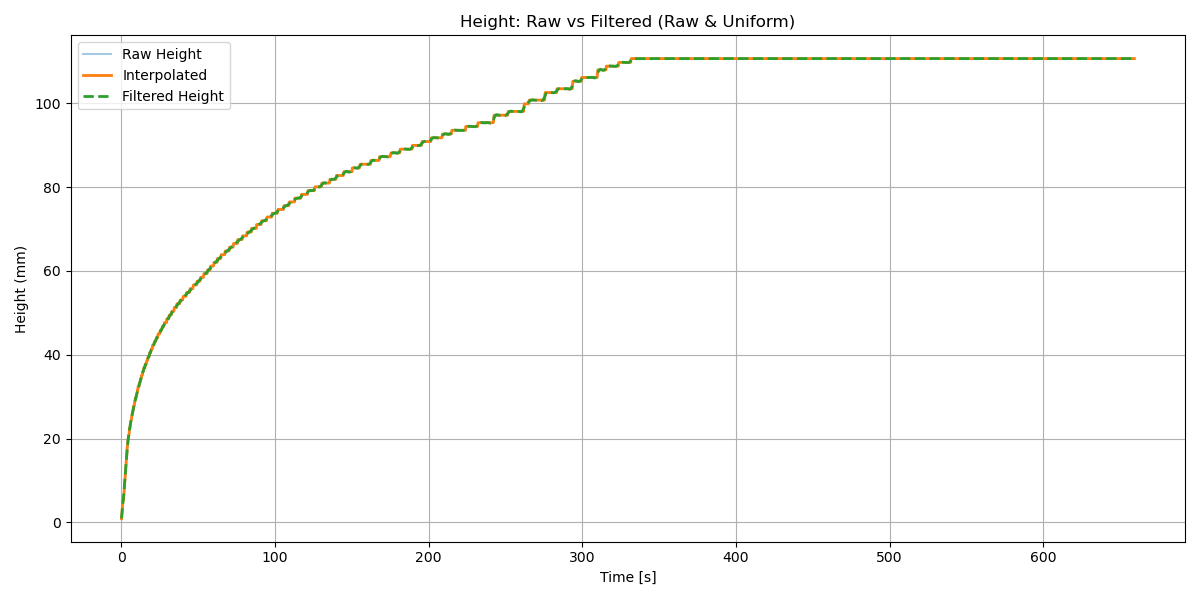 Height: Raw vs Filtered (Raw & Uniform)
Raw Height
Interpolated
Filtered Height
Height (mm)
100
80
60
40
20
0
0 100 200 300 400 500 600
Time [s]